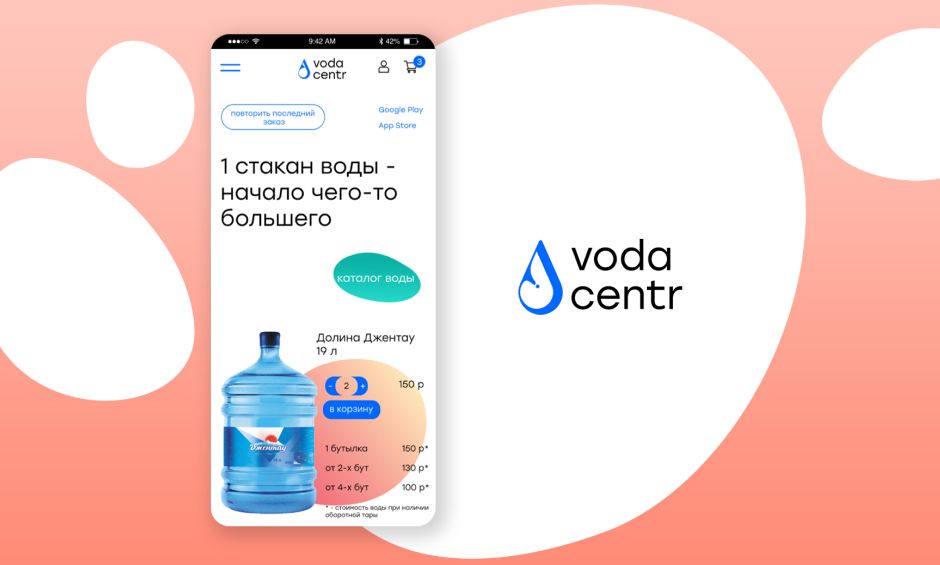 9:42 AM
42%
voda
centr
3
повторить последний
заказ
Google Play
App Store
1 стакан воды -
начало чего-то
большего
каталог воды
Долина Джентау
19 л
- 2 +
150 р
в корзину
Джентау
1 бутылка 150 р*
от 2-х бут 130 р*
от 4-х бут 100 р*
* - стоимость воды при наличии
оборотной тары
voda
centr